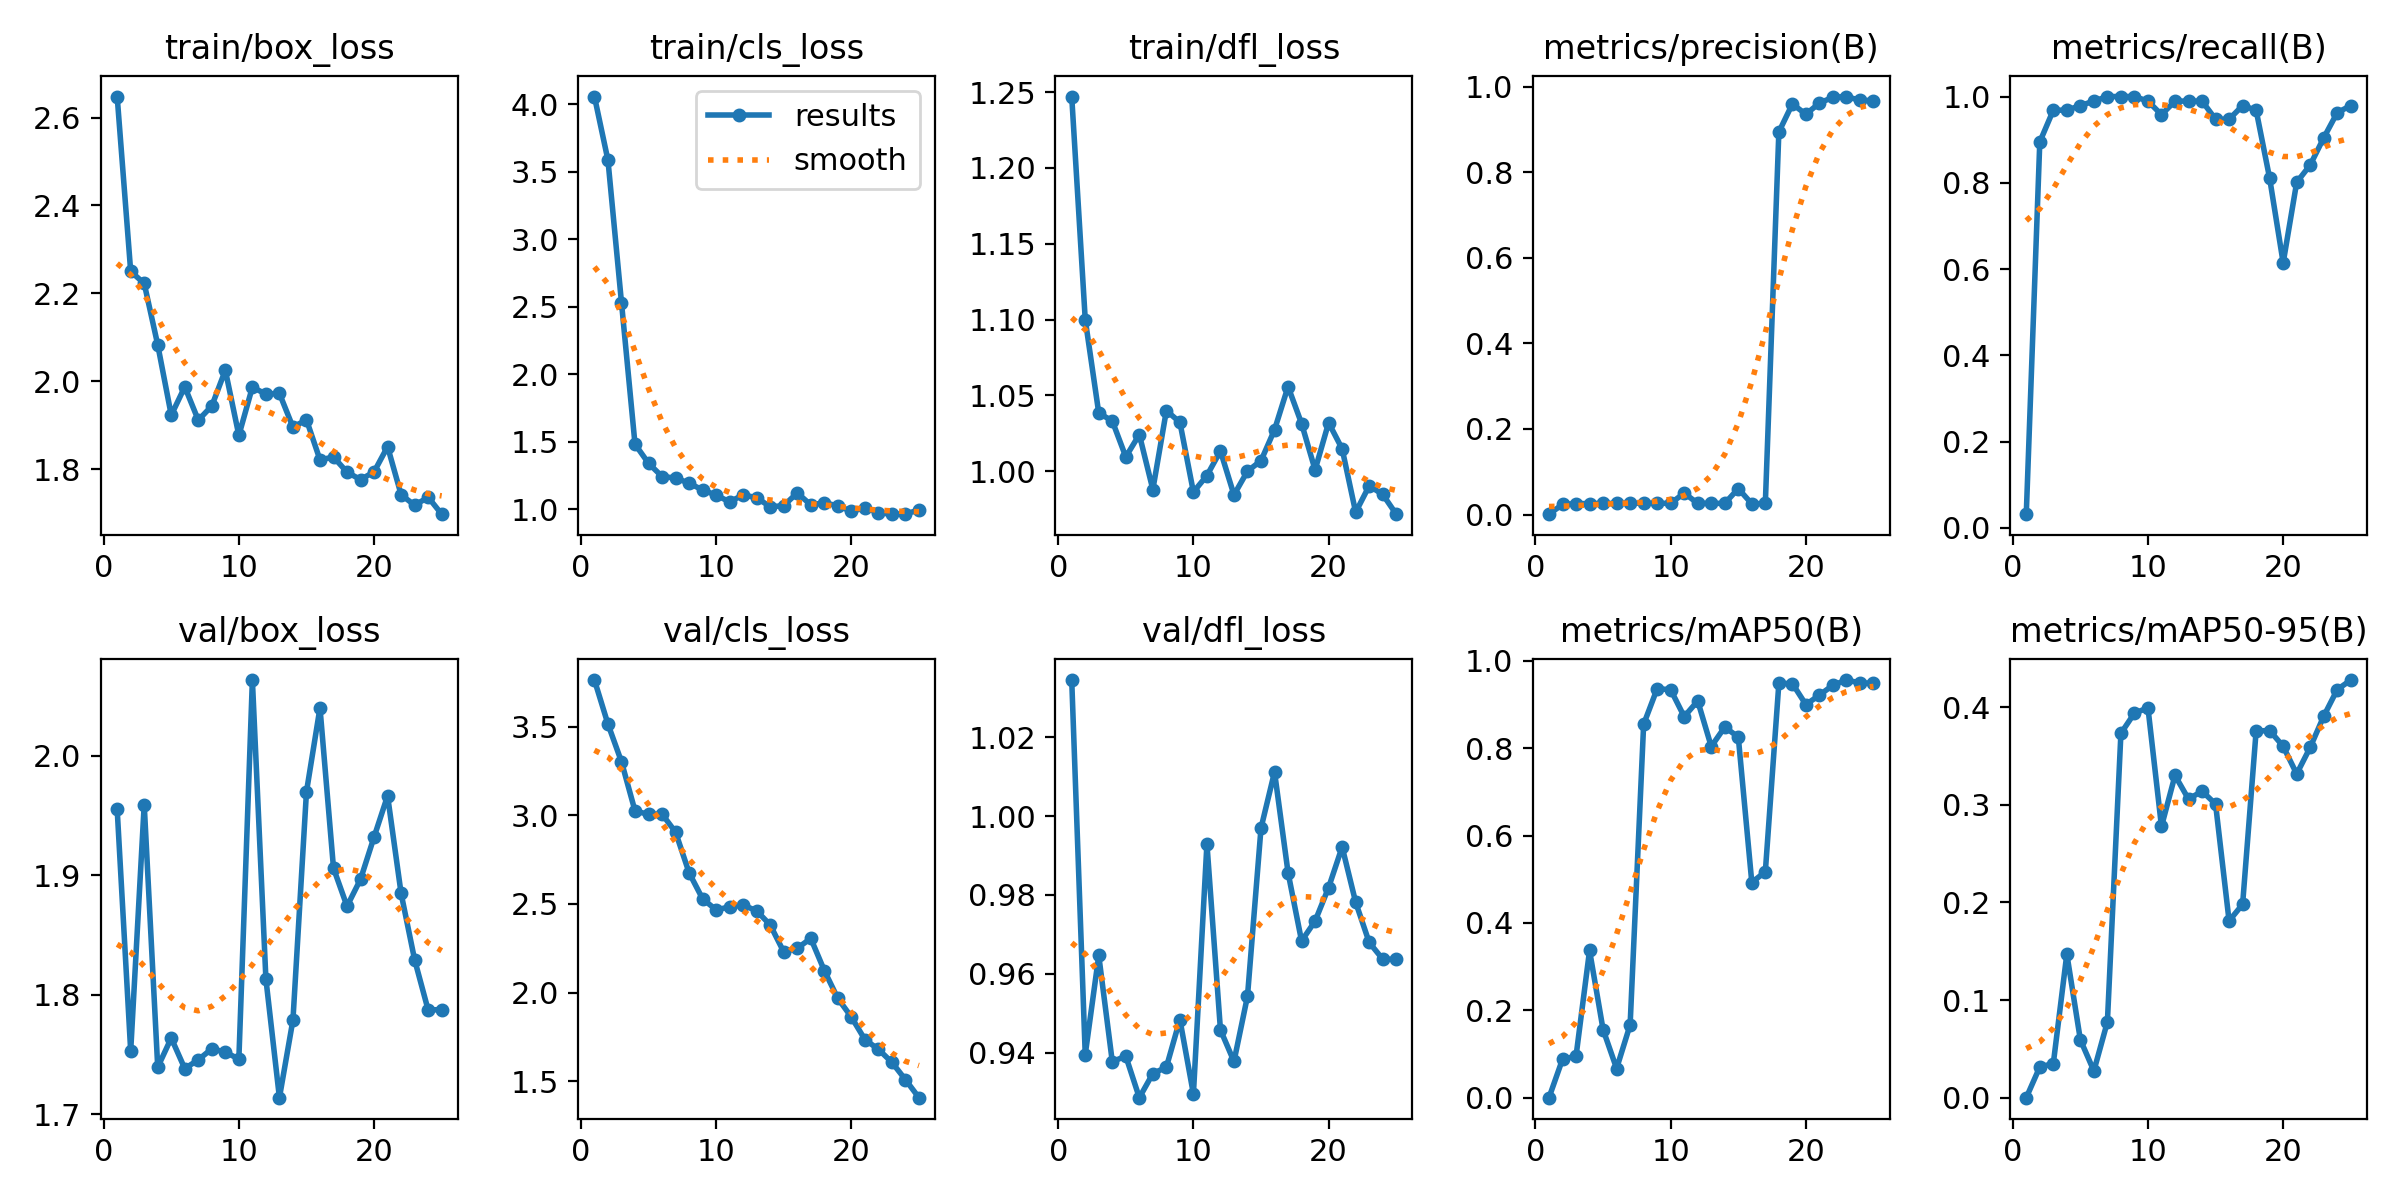 train/box_loss
2.6
2.4
2.2
2.0
1.8
0 10 20
train/cls_loss
results
smooth
4.0
3.5
3.0
2.5
2.0
1.5
1.0
0 10 20
train/dfl_loss
1.25
1.20
1.15
1.10
1.05
1.00
0 10 20
metrics/precision(B)
1.0
0.8
0.6
0.4
0.2
0.0
0 10 20
metrics/recall(B)
1.0
0.8
0.6
0.4
0.2
0.0
0 10 20
val/box_loss
2.0
1.9
1.8
1.7
0 10 20
val/cls_loss
3.5
3.0
2.5
2.0
1.5
0 10 20
val/dfl_loss
1.02
1.00
0.98
0.96
0.94
0 10 20
metrics/mAP50(B)
1.0
0.8
0.6
0.4
0.2
0.0
0 10 20
metrics/mAP50-95(B)
0.4
0.3
0.2
0.1
0.0
0 10 20